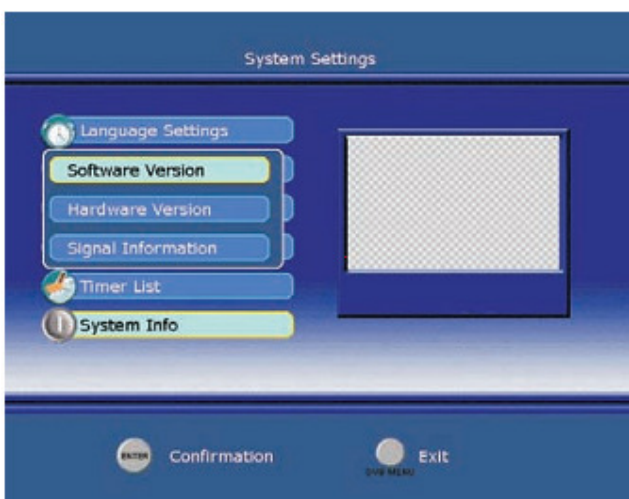 System Settings
Language Settings
Software Version
Hardware Version
Signal Information
Timer List
System Info
ENTER Confirmation
Exit
DVB MENU